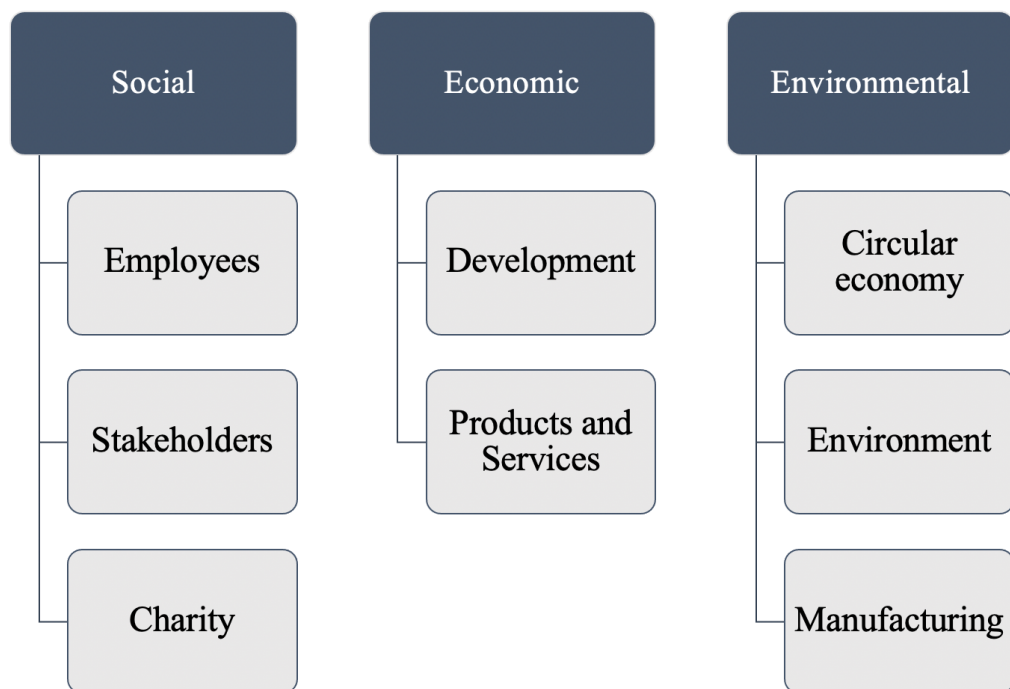 Social
Employees
Stakeholders
Charity
Economic
Development
Products and
Services
Environmental
Circular
economy
Environment
Manufacturing